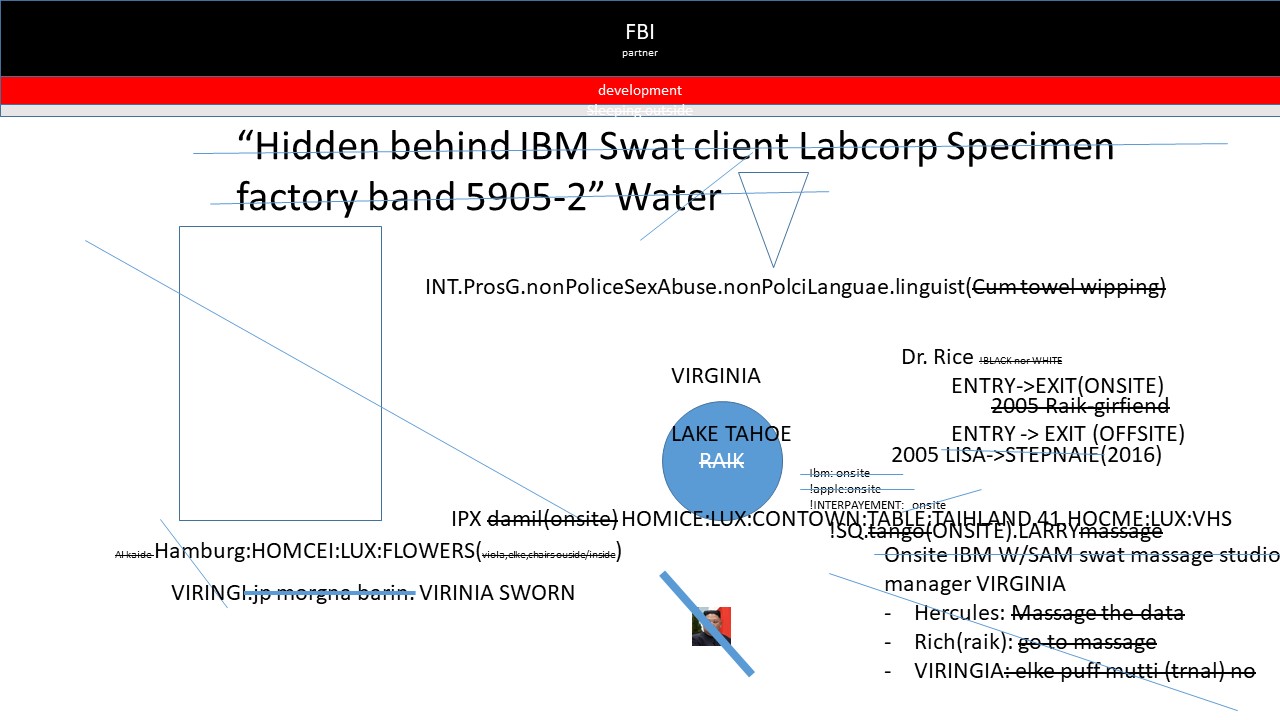 FBI
partner
development
Sleeping outside
“Hidden behind IBM Swat client Labcorp Specimen
factory band 5905-2” Water
INT.ProsG.nonPoliceSexAbuse.nonPolciLanguae.linguist(Cum towel wipping)
Dr. Rice !BLACK nor WHITE
VIRGINIA
ENTRY->EXIT(ONSITE)
2005 Raik-girfiend
LAKE TAHOE
ENTRY -> EXIT (OFFSITE)
RAIK
2005 LISA->STEPNAIE(2016)
Ibm: onsite
!apple:onsite
!INTERPAYEMENT: onsite
IPX damil(onsite) HOMICE:LUX:CONTOWN:TABLE:TAIHLAND 41 HOCME:LUX:VHS
!SQ.tango(ONSITE).LARRYmassage
Al kaide Hamburg:HOMCEI:LUX:FLOWERS(viola,elke,chairs ouside/inside)
Onsite IBM W/SAM swat massage studio
manager VIRGINIA
VIRINGI.jp morgna barin. VIRINIA SWORN
- Hercules: Massage the data
- Rich(raik): go to massage
- VIRINGIA: elke puff mutti (trnal) no